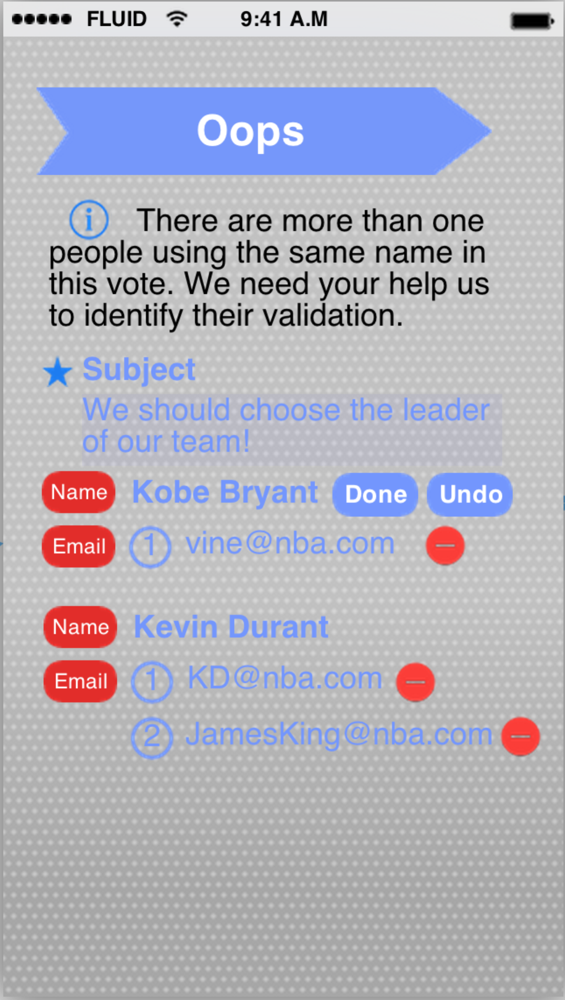 FLUID 9:41 A.M
Oops
There are more than one
people using the same name in
this vote. We need your help us
to identify their validation.
Subject
We should choose the leader
of our team!
Name Kobe Bryant Done Undo
Email 1 vine@nba.com
Name Kevin Durant
Email 1 KD@nba.com
2 JamesKing@nba.com